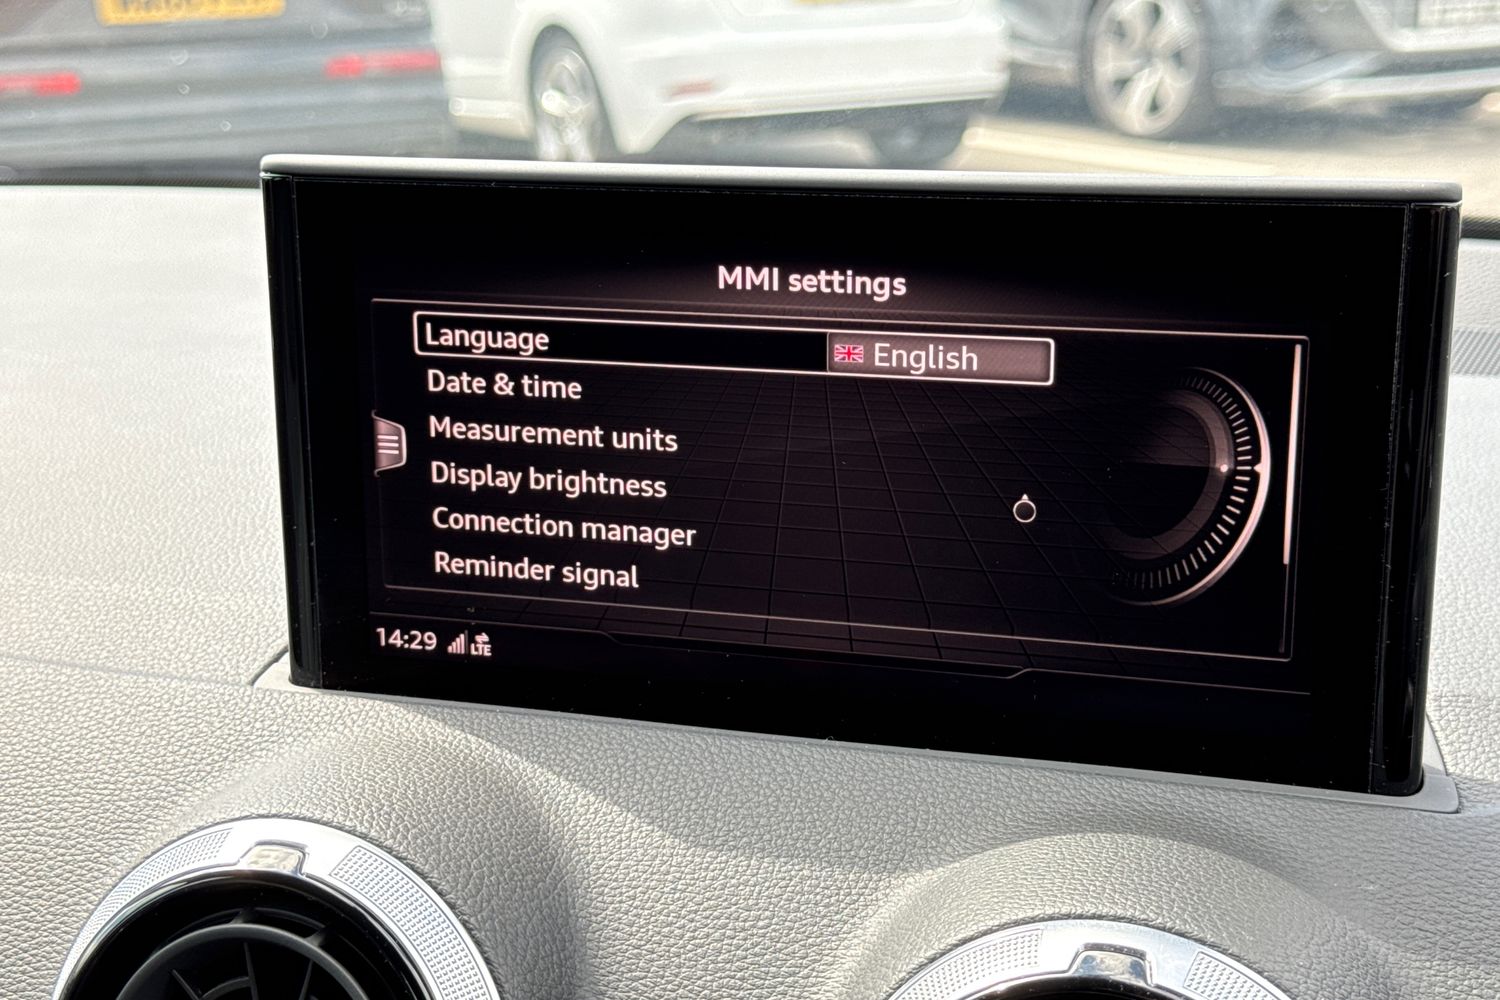 MMI settings
Language English
Date & time
Measurement units
Display brightness
Connection manager
Reminder signal
14:29 LTE